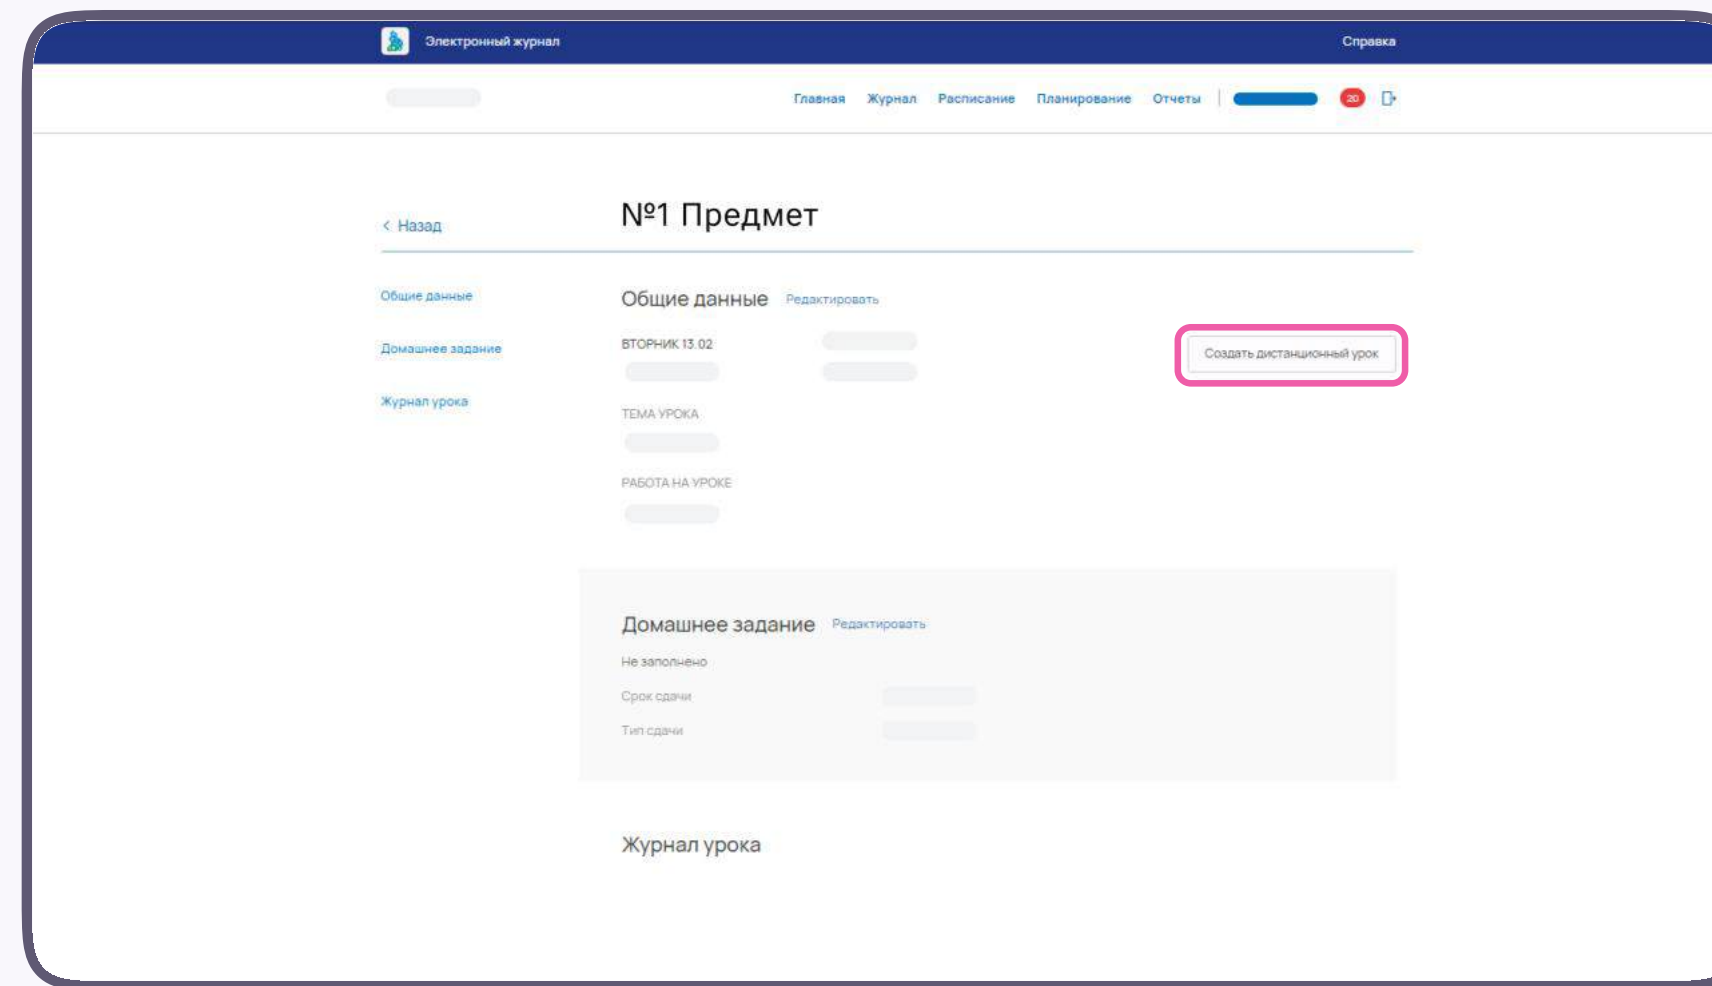 Электронный журнал
Справка
Главная Журнал Расписание Планирование Отчеты
20
< Назад
№1 Предмет
Общие данные
Домашнее задание
Журнал урока
Общие данные Редактировать
ВТОРНИК 13.02
Создать дистанционный урок
ТЕМА УРОКА
РАБОТА НА УРОКЕ
Домашнее задание Редактировать
Не заполнено
Срок сдачи
Тип сдачи
Журнал урока